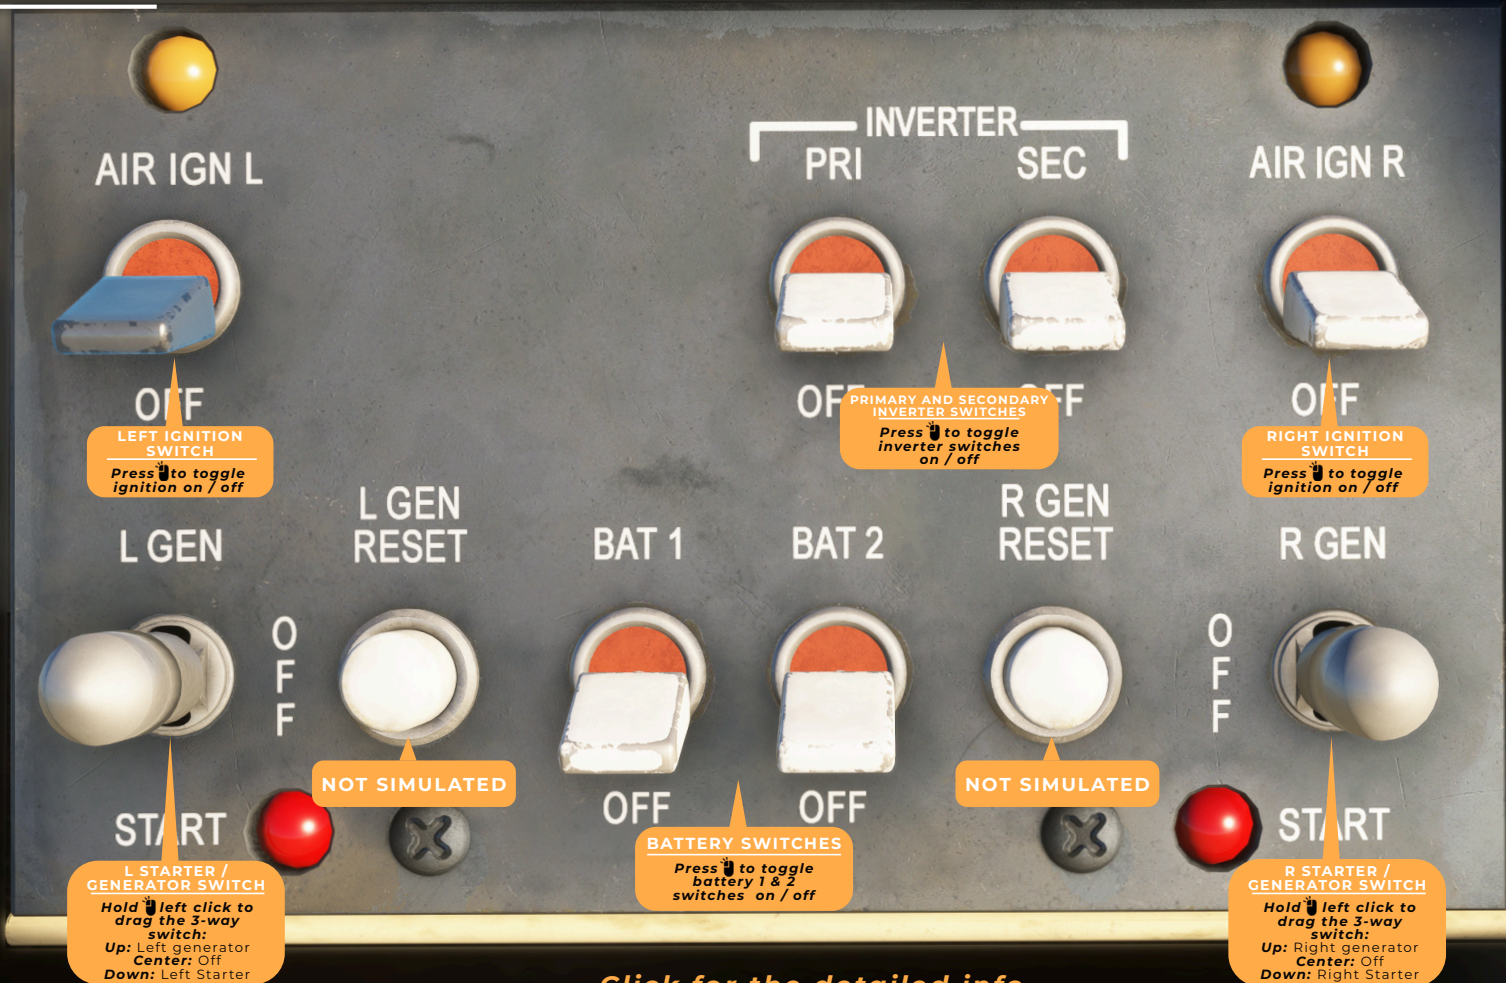 INVERTER
AIR IGN L
PRI
SEC
AIR IGN R
OFF
OFF
OFF
OFF
LEFT IGNITION
SWITCH
Press to toggle
ignition on / off
PRIMARY AND SECONDARY
INVERTER SWITCHES
Press to toggle
inverter switches
on / off
RIGHT IGNITION
SWITCH
Press to toggle
ignition on / off
L GEN
L GEN
RESET
BAT 1
BAT 2
R GEN
RESET
R GEN
O
F
F
O
F
F
NOT SIMULATED
NOT SIMULATED
START
OFF
OFF
START
L STARTER /
GENERATOR SWITCH
Hold left click to
drag the 3-way
switch:
Up: Left generator
Center: Off
Down: Left Starter
BATTERY SWITCHES
Press to toggle
battery 1 & 2
switches on / off
R STARTER /
GENERATOR SWITCH
Hold left click to
drag the 3-way
switch:
Up: Right generator
Center: Off
Down: Right Starter
Click for the detailed info